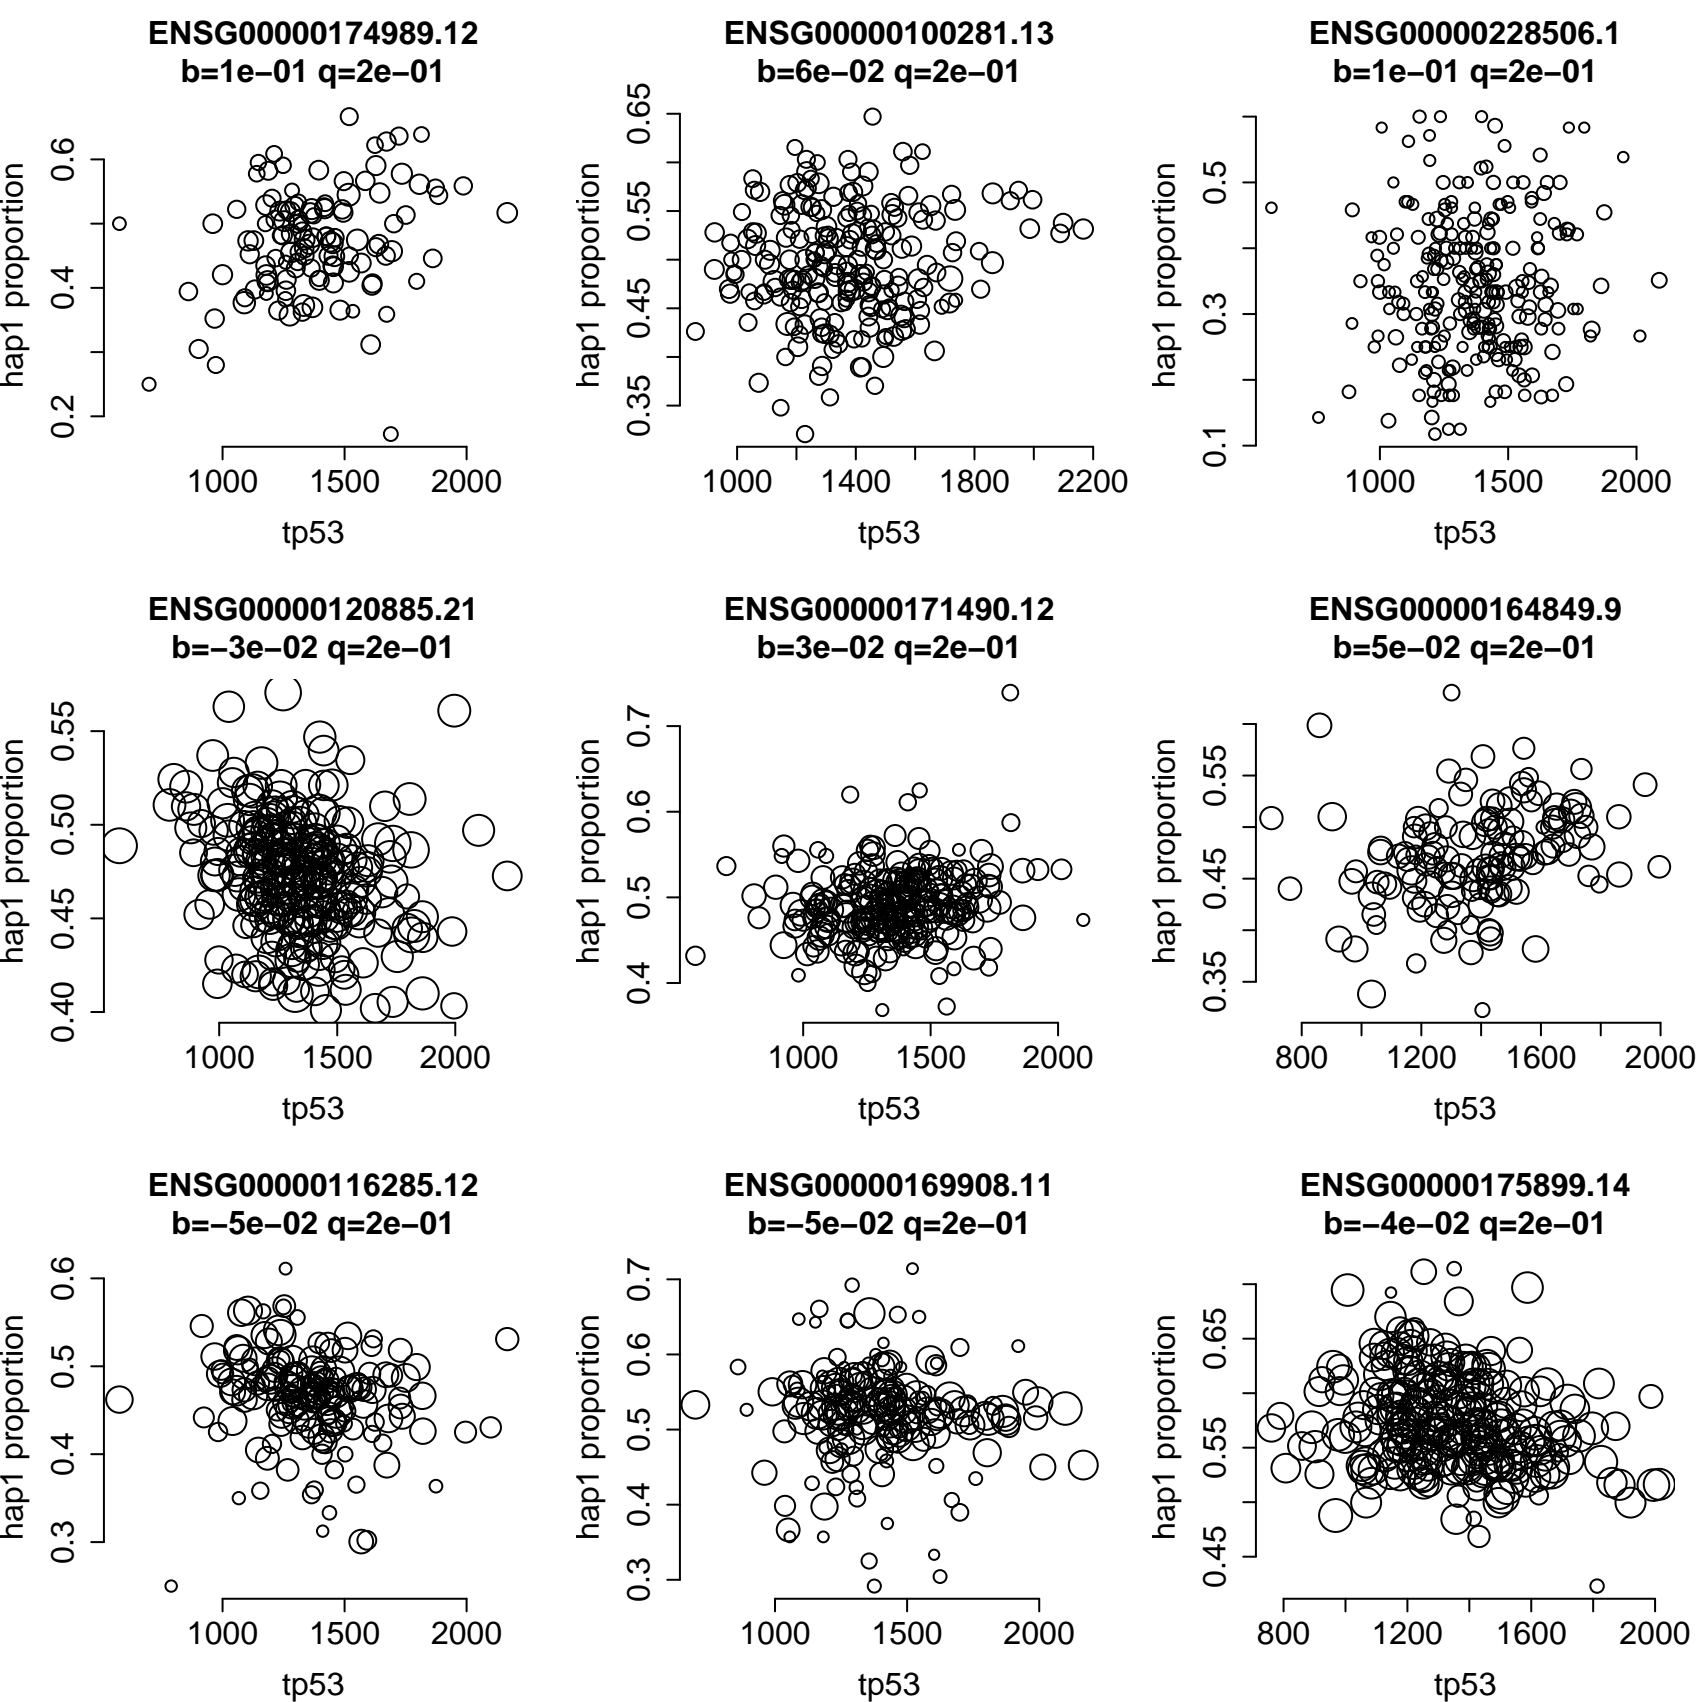 ENSG00000174989.12
b=1e−01 q=2e−01
hap1 proportion
0.6
0.4
0.2
1000 1500 2000
tp53
ENSG00000100281.13
b=6e−02 q=2e−01
hap1 proportion
0.65
0.55
0.45
0.35
1000 1400 1800 2200
tp53
ENSG00000228506.1
b=1e−01 q=2e−01
hap1 proportion
0.5
0.3
0.1
1000 1500 2000
tp53
ENSG00000120885.21
b=−3e−02 q=2e−01
hap1 proportion
0.55
0.50
0.45
0.40
1000 1500 2000
tp53
ENSG00000171490.12
b=3e−02 q=2e−01
hap1 proportion
0.7
0.6
0.5
0.4
1000 1500 2000
tp53
ENSG00000164849.9
b=5e−02 q=2e−01
hap1 proportion
0.55
0.45
0.35
800 1200 1600 2000
tp53
ENSG00000116285.12
b=−5e−02 q=2e−01
hap1 proportion
0.6
0.5
0.4
0.3
1000 1500 2000
tp53
ENSG00000169908.11
b=−5e−02 q=2e−01
hap1 proportion
0.7
0.6
0.5
0.4
0.3
1000 1500 2000
tp53
ENSG00000175899.14
b=−4e−02 q=2e−01
hap1 proportion
0.65
0.55
0.45
800 1200 1600 2000
tp53